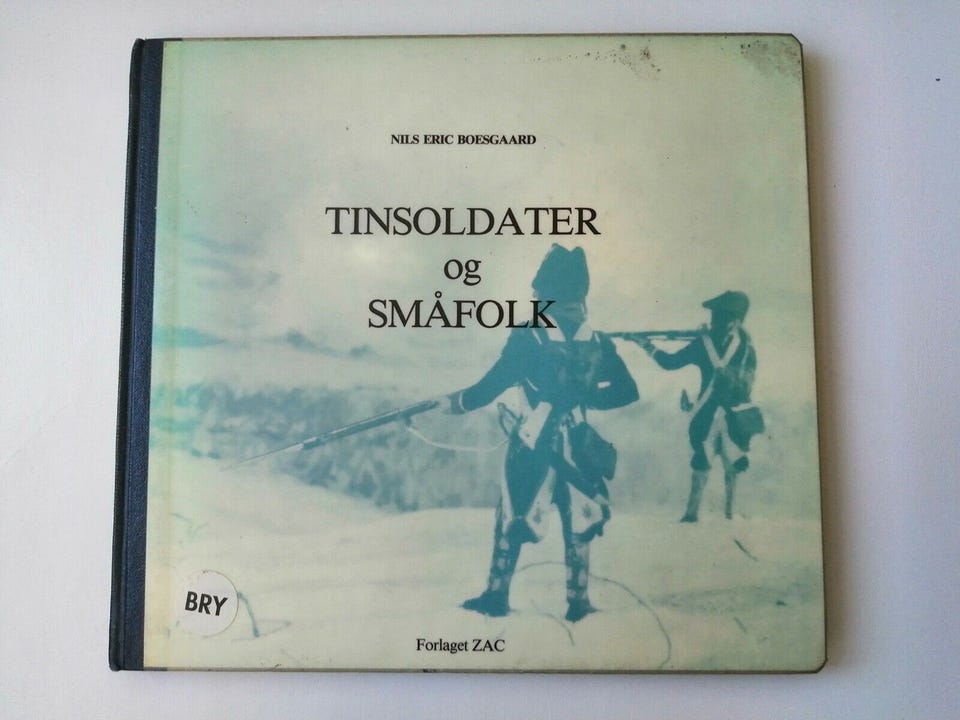 NILS ERIC BOESGAARD
TINSOLDATER
og
SMÅFOLK
BRY
Forlaget ZAC